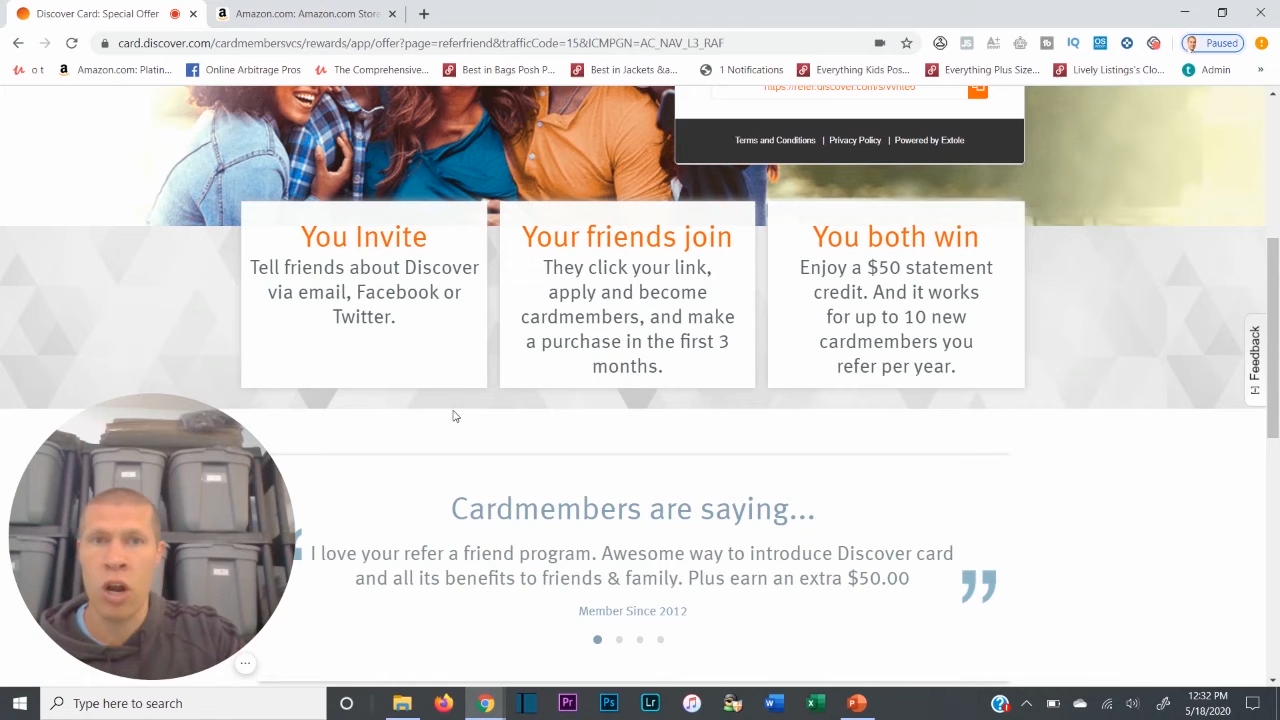 Discover Card: Special Offer
Amazon.com
Amazon.com Store
card.discover.com/cardmembersvcs/raf/app/offer?page=referfriend&trafficCode=15&ICMPGN=AC_NAV_L3_RAF
Paused
o t
Amazon.com: Platin...
Online Arbitrage Pros
The Comprehensive...
Best in Bags Posh P...
Best in Jackets &a...
1 Notifications
Everything Kids Pos...
Everything Plus Size...
Lively Listings's Clo...
Admin
»
Terms and Conditions | Privacy Policy | Powered by Extole
You Invite
Tell friends about Discover
via email, Facebook or
Twitter.
Your friends join
They click your link,
apply and become
cardmembers, and make
a purchase in the first 3
months.
You both win
Enjoy a $50 statement
credit. And it works
for up to 10 new
cardmembers you
refer per year.
[+] Feedback
Cardmembers are saying...
I love your refer a friend program. Awesome way to introduce Discover card
and all its benefits to friends & family. Plus earn an extra $50.00
”
Member Since 2012
Type here to search
12:32 PM
5/18/2020